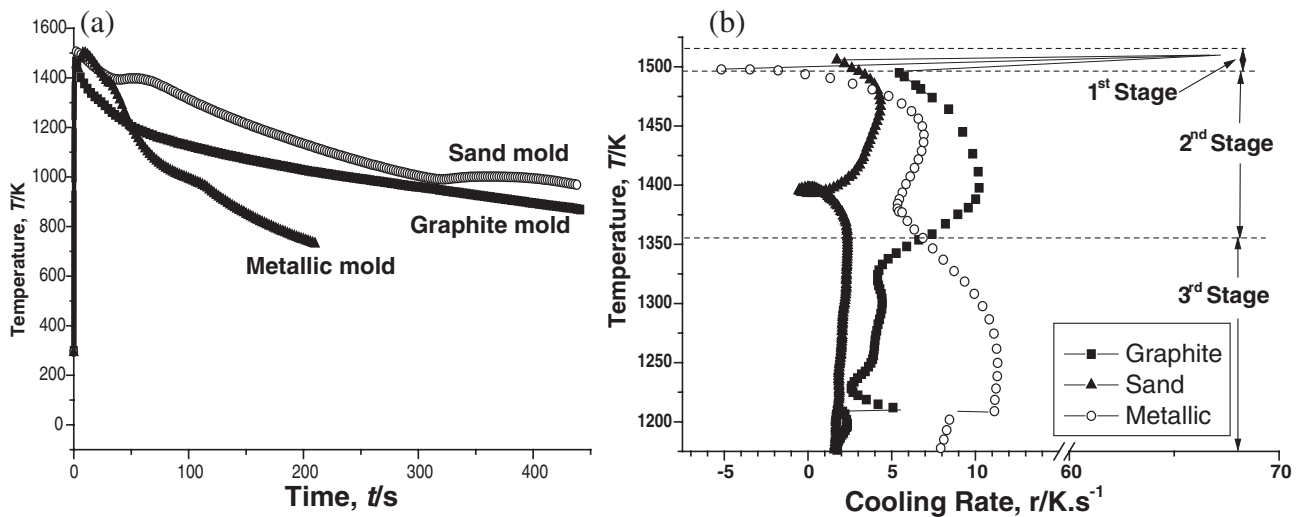 (a)
1600
1400
1200
1000
800
600
400
200
0
Temperature, T/K
Sand mold
Graphite mold
Metallic mold
0 100 200 300 400
Time, t/s
(b)
1500
1450
1400
1350
1300
1250
1200
Temperature, T/K
1st Stage
2nd Stage
3rd Stage
Graphite
Sand
Metallic
-5 0 5 10 60 70
Cooling Rate, r/K.s-1